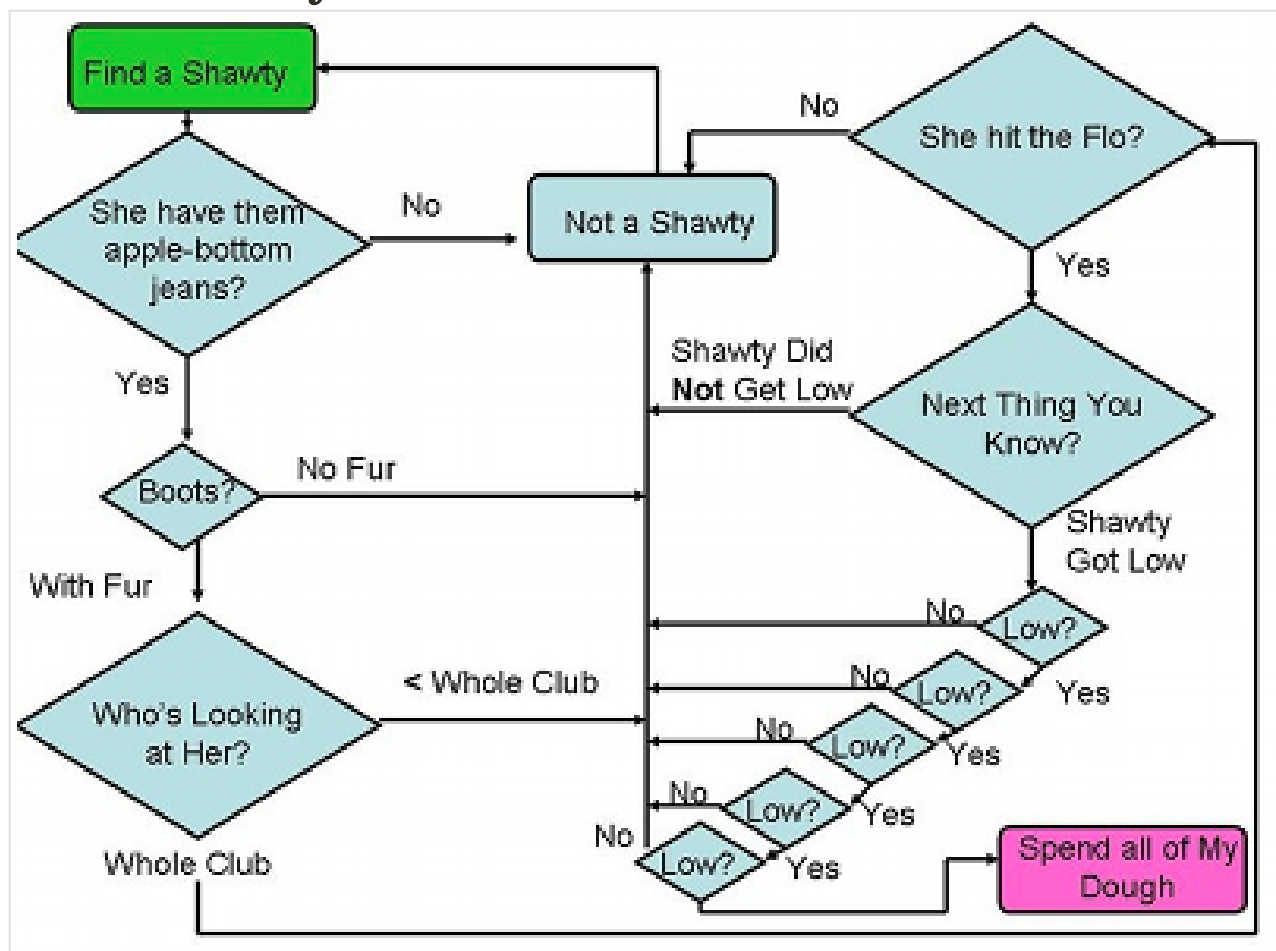 Find a Shawty
She have them
apple-bottom
jeans?
No
Not a Shawty
Yes
Boots?
No Fur
With Fur
Who's Looking
at Her?
< Whole Club
Whole Club
She hit the Flo?
No
Yes
Next Thing You
Know?
Shawty Did
Not Get Low
Shawty
Got Low
Low?
No
Yes
Low?
No
Yes
Low?
No
Yes
Low?
No
Yes
Low?
No
Spend all of My
Dough